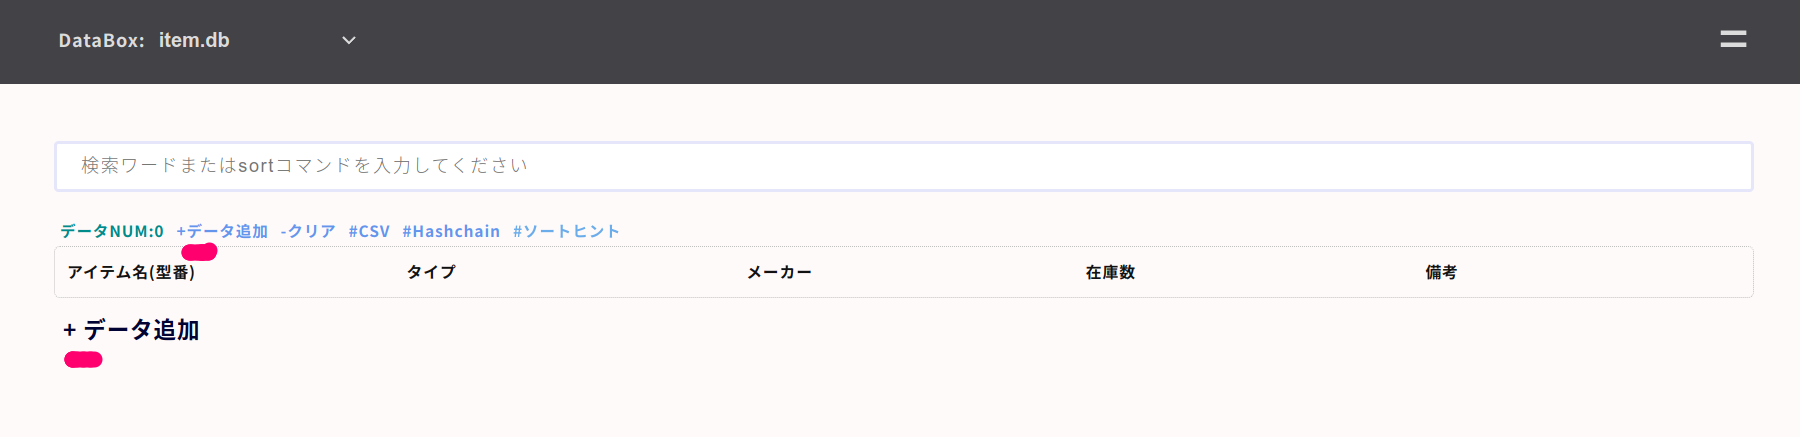 DataBox: item.db
検索ワードまたはsortコマンドを入力してください
データNUM:0 +データ追加 -クリア #CSV #Hashchain #ソートヒント
アイテム名(型番) タイプ メーカー 在庫数 備考
+ データ追加